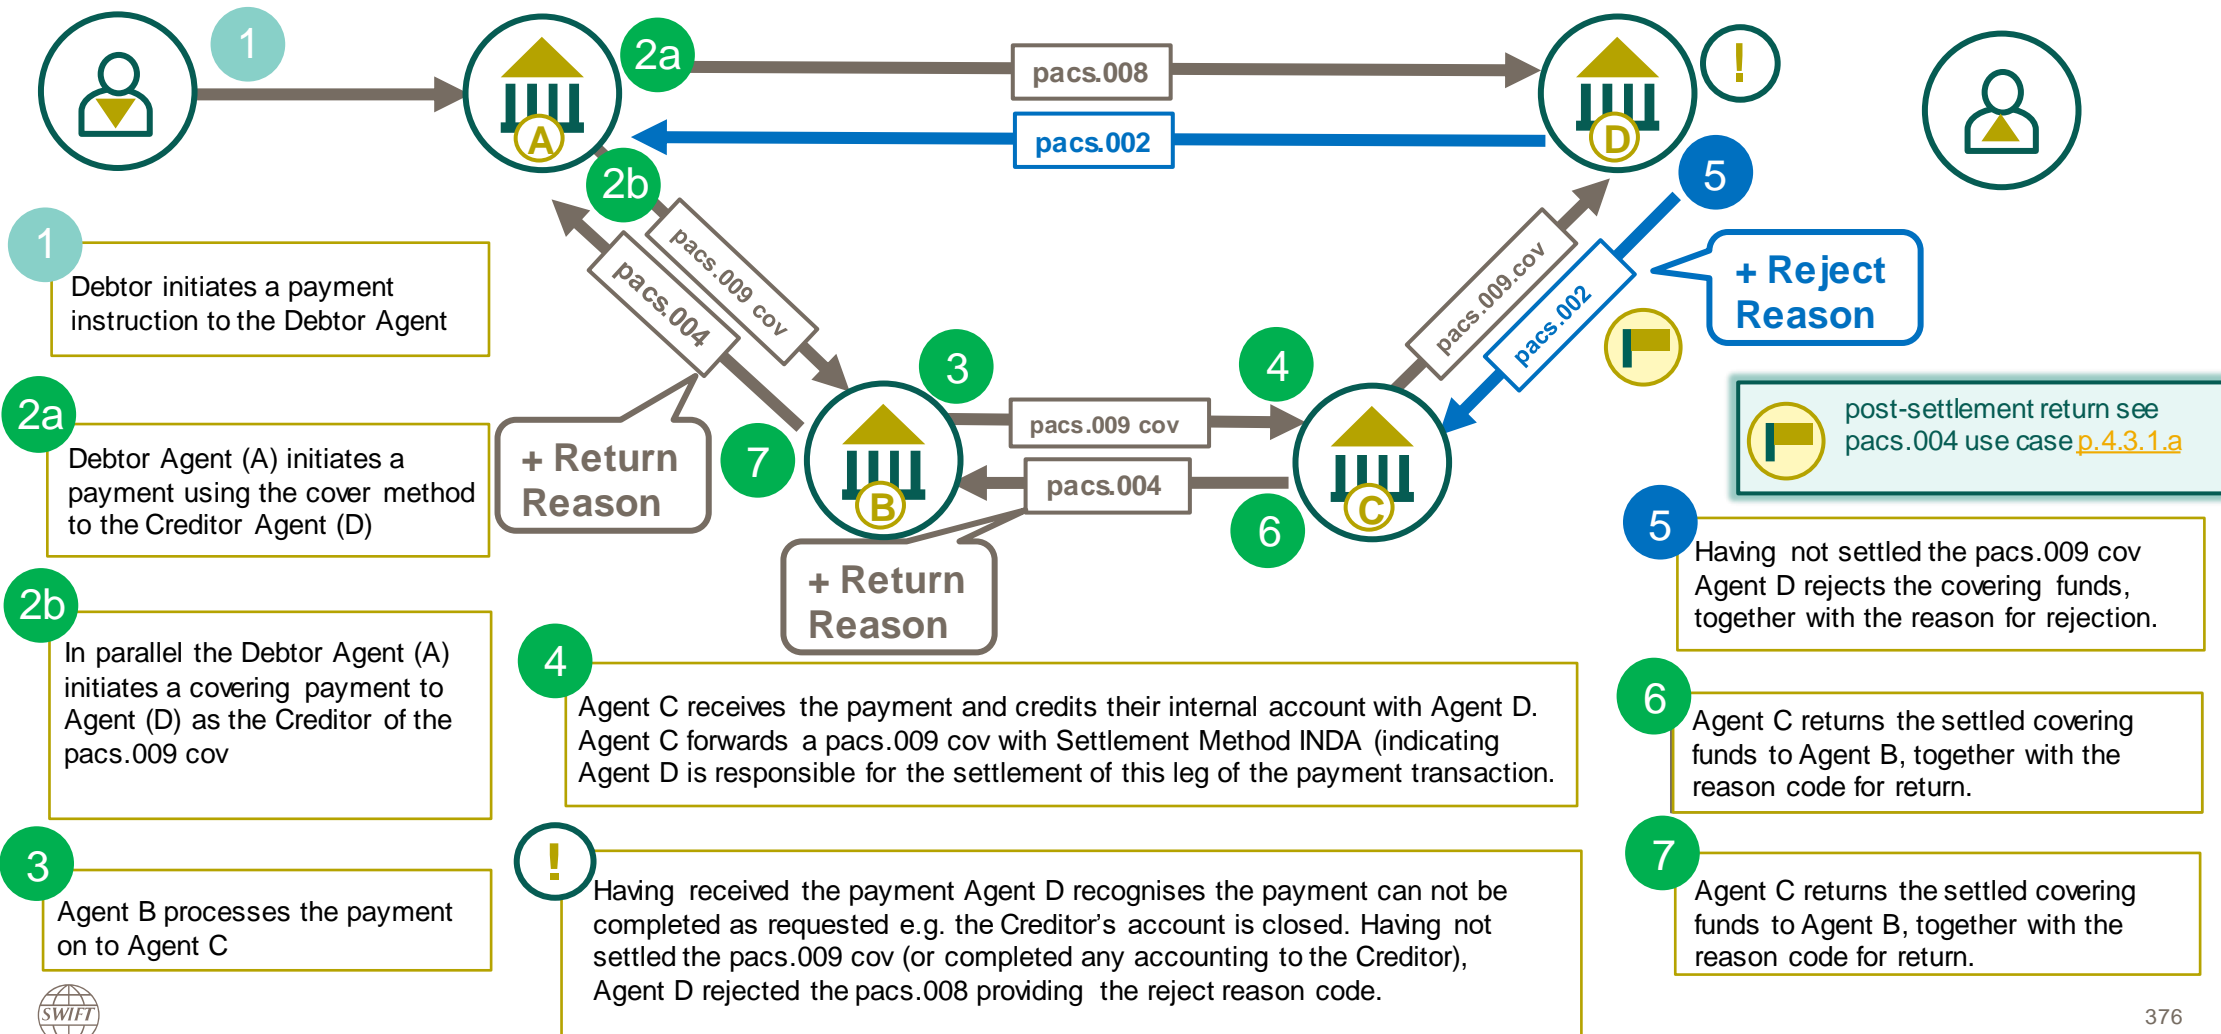 1
2a
pacs.008
!
A
D
pacs.002
2b
5
pacs.009 cov
pacs.004
pacs.009.cov
pacs.002
+ Reject
Reason
1
Debtor initiates a payment
instruction to the Debtor Agent
3
4
post-settlement return see
pacs.004 use case p.4.3.1.a
2a
Debtor Agent (A) initiates a
payment using the cover method
to the Creditor Agent (D)
+ Return
Reason
7
pacs.009 cov
pacs.004
B
C
6
+ Return
Reason
5
Having not settled the pacs.009 cov
Agent D rejects the covering funds,
together with the reason for rejection.
2b
In parallel the Debtor Agent (A)
initiates a covering payment to
Agent (D) as the Creditor of the
pacs.009 cov
4
Agent C receives the payment and credits their internal account with Agent D.
Agent C forwards a pacs.009 cov with Settlement Method INDA (indicating
Agent D is responsible for the settlement of this leg of the payment transaction.
6
Agent C returns the settled covering
funds to Agent B, together with the
reason code for return.
3
Agent B processes the payment
on to Agent C
!
Having received the payment Agent D recognises the payment can not be
completed as requested e.g. the Creditor's account is closed. Having not
settled the pacs.009 cov (or completed any accounting to the Creditor),
Agent D rejected the pacs.008 providing the reject reason code.
7
Agent C returns the settled covering
funds to Agent B, together with the
reason code for return.
SWIFT
376